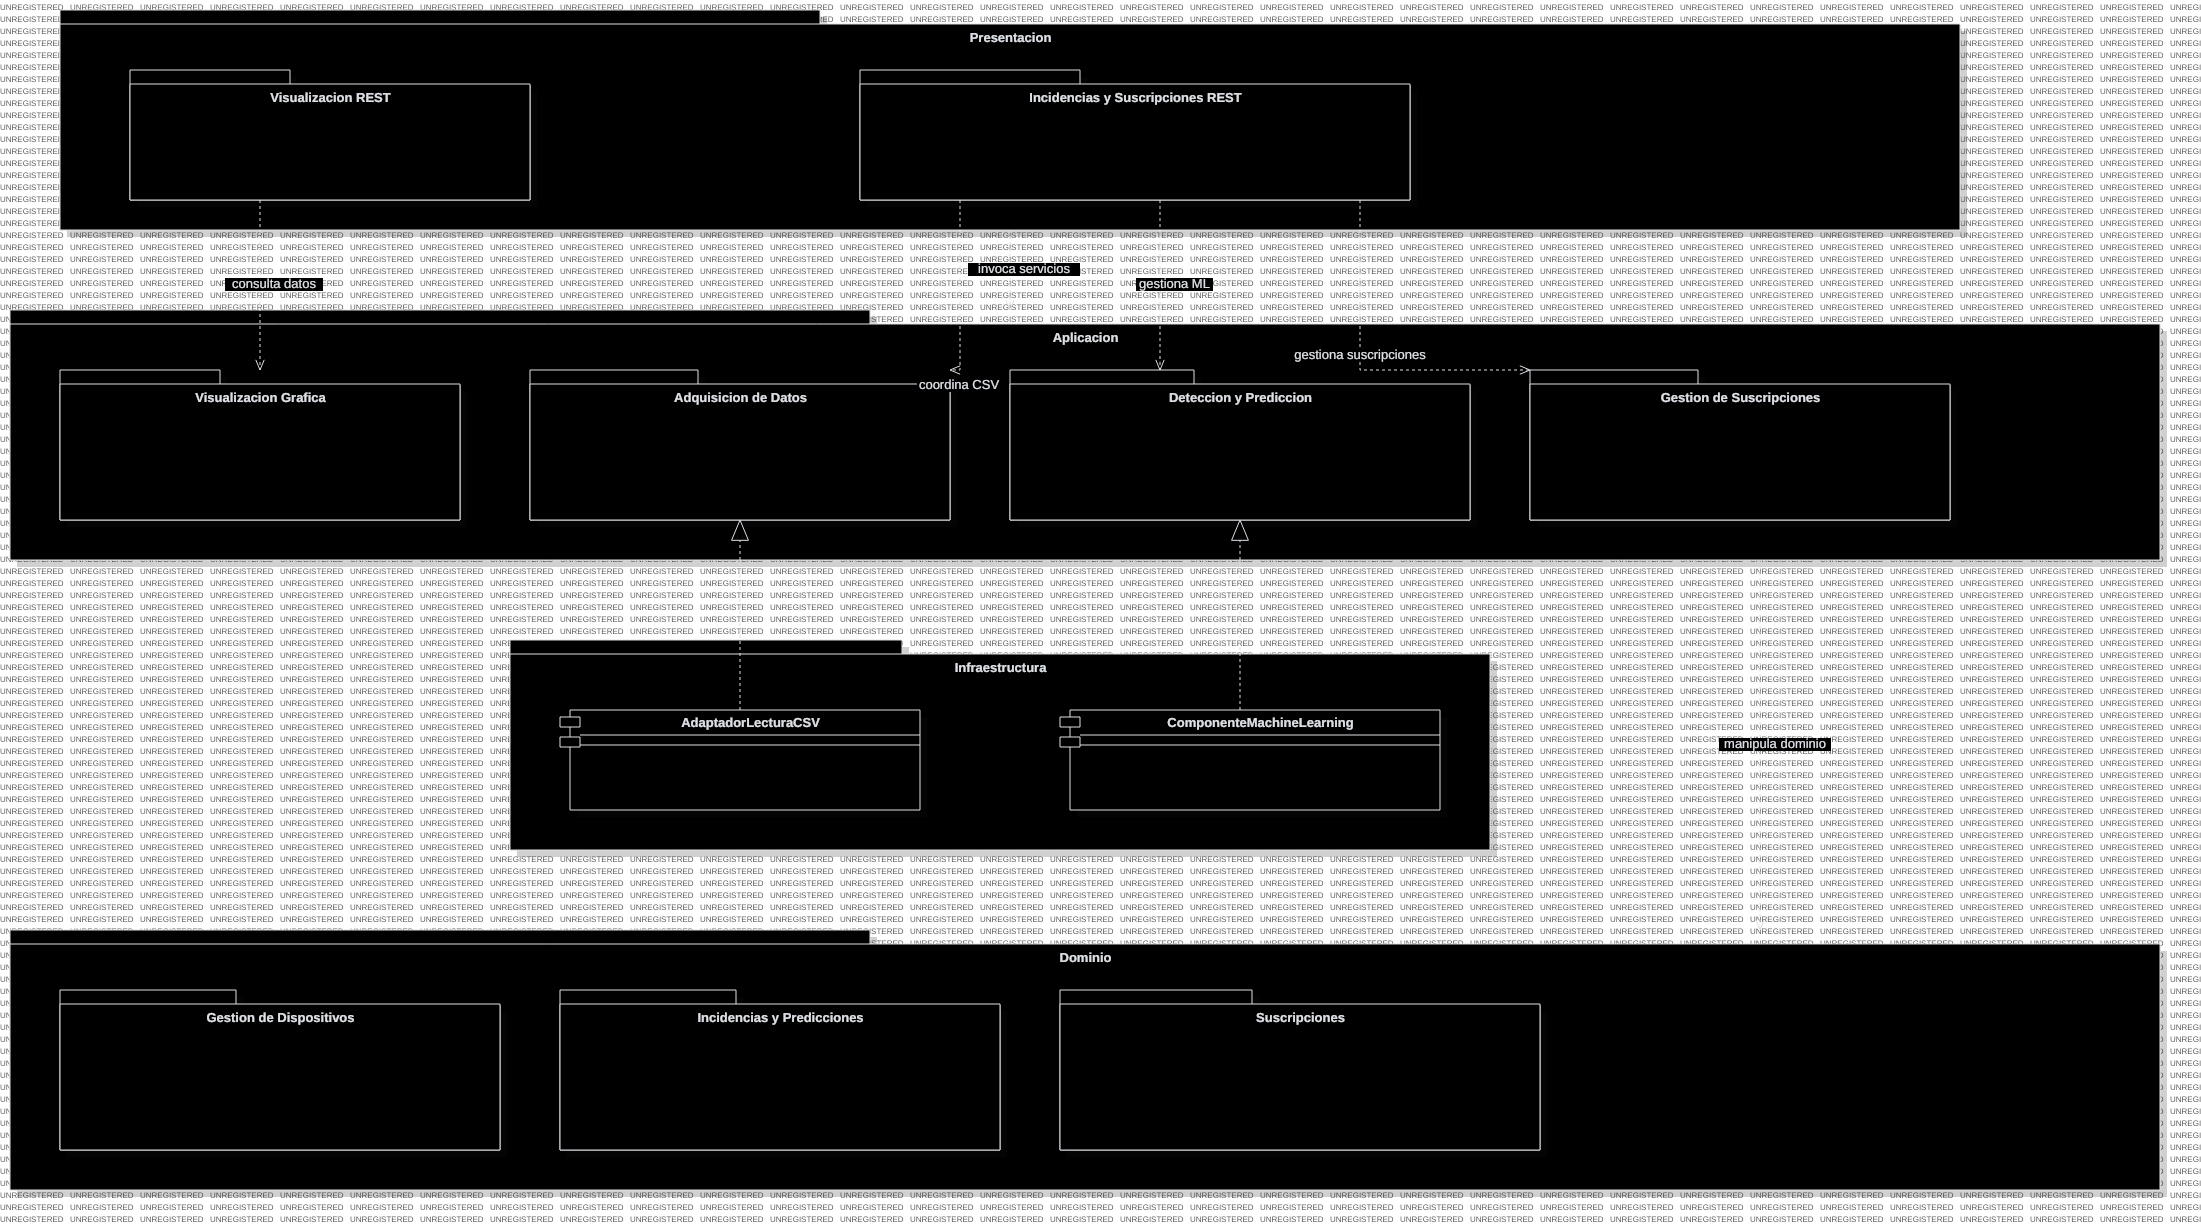 Presentacion
Visualizacion REST
Incidencias y Suscripciones REST
invoca servicios
consulta datos
gestiona ML
Aplicacion
gestiona suscripciones
coordina CSV
Visualizacion Grafica
Adquisicion de Datos
Deteccion y Prediccion
Gestion de Suscripciones
Infraestructura
AdaptadorLecturaCSV
ComponenteMachineLearning
manipula dominio
Dominio
Gestion de Dispositivos
Incidencias y Predicciones
Suscripciones
UNREGISTERED